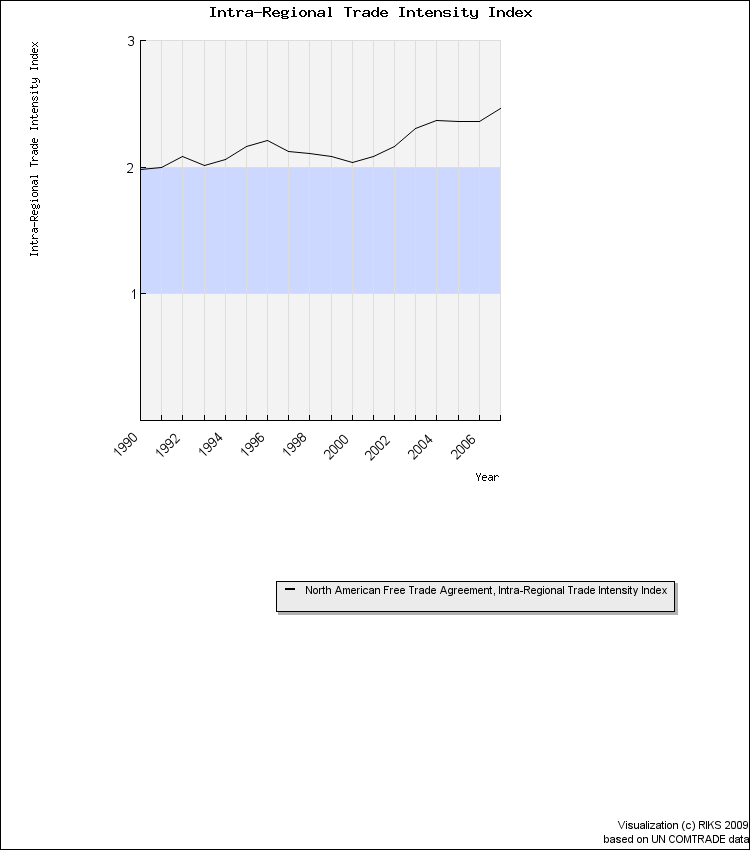 Intra-Regional Trade Intensity Index
Intra-Regional Trade Intensity Index
3
2
1
1990
1992
1994
1996
1998
2000
2002
2004
2006
Year
North American Free Trade Agreement, Intra-Regional Trade Intensity Index
Visualization (c) RIKS 2009
based on UN COMTRADE data